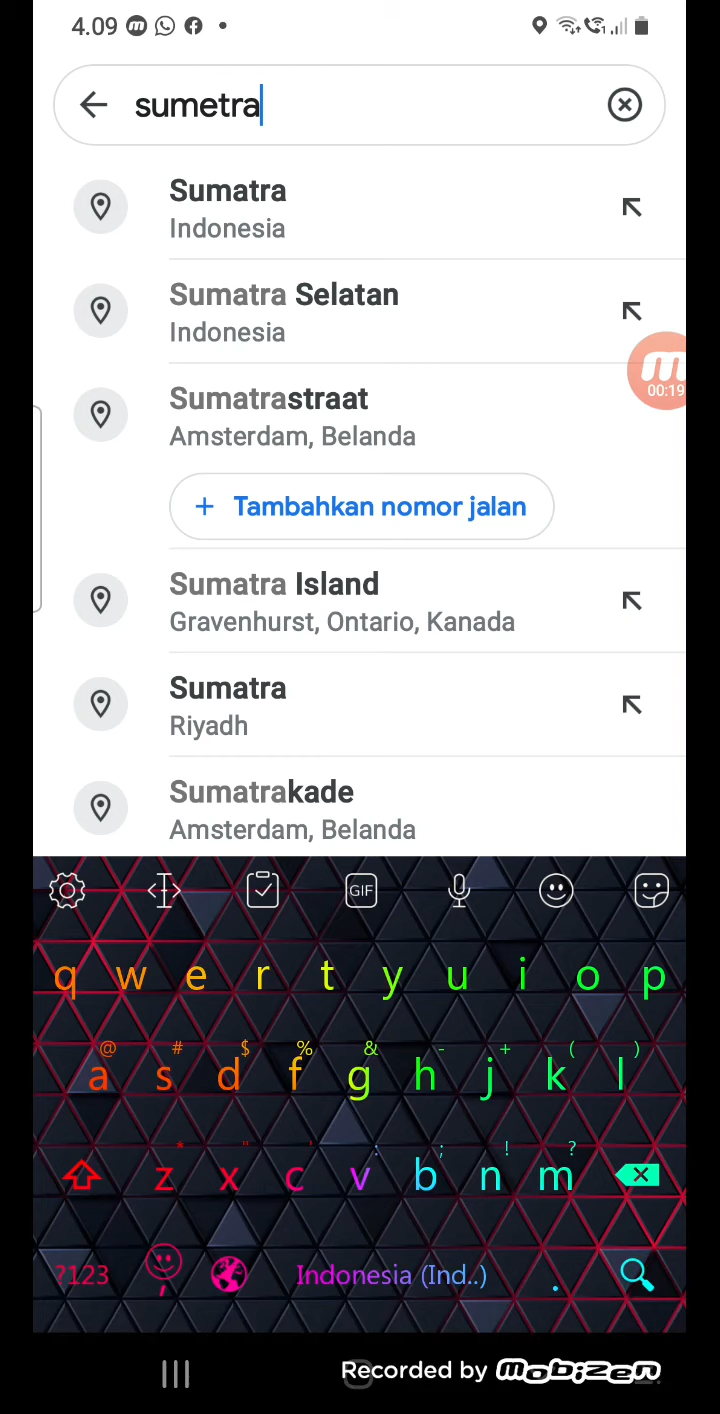 4.09
sumetra
Sumatra
Indonesia
Sumatra Selatan
Indonesia
00:19
Sumatrastraat
Amsterdam, Belanda
+ Tambahkan nomor jalan
Sumatra Island
Gravenhurst, Ontario, Kanada
Sumatra
Riyadh
Sumatrakade
Amsterdam, Belanda
GIF
q w e r t y u i o p
@ # $ % & - + ( )
a s d f g h j k l
* " ' : ; ! ?
z x c v b n m
?123 Indonesia (Ind..) .
Recorded by mobizen